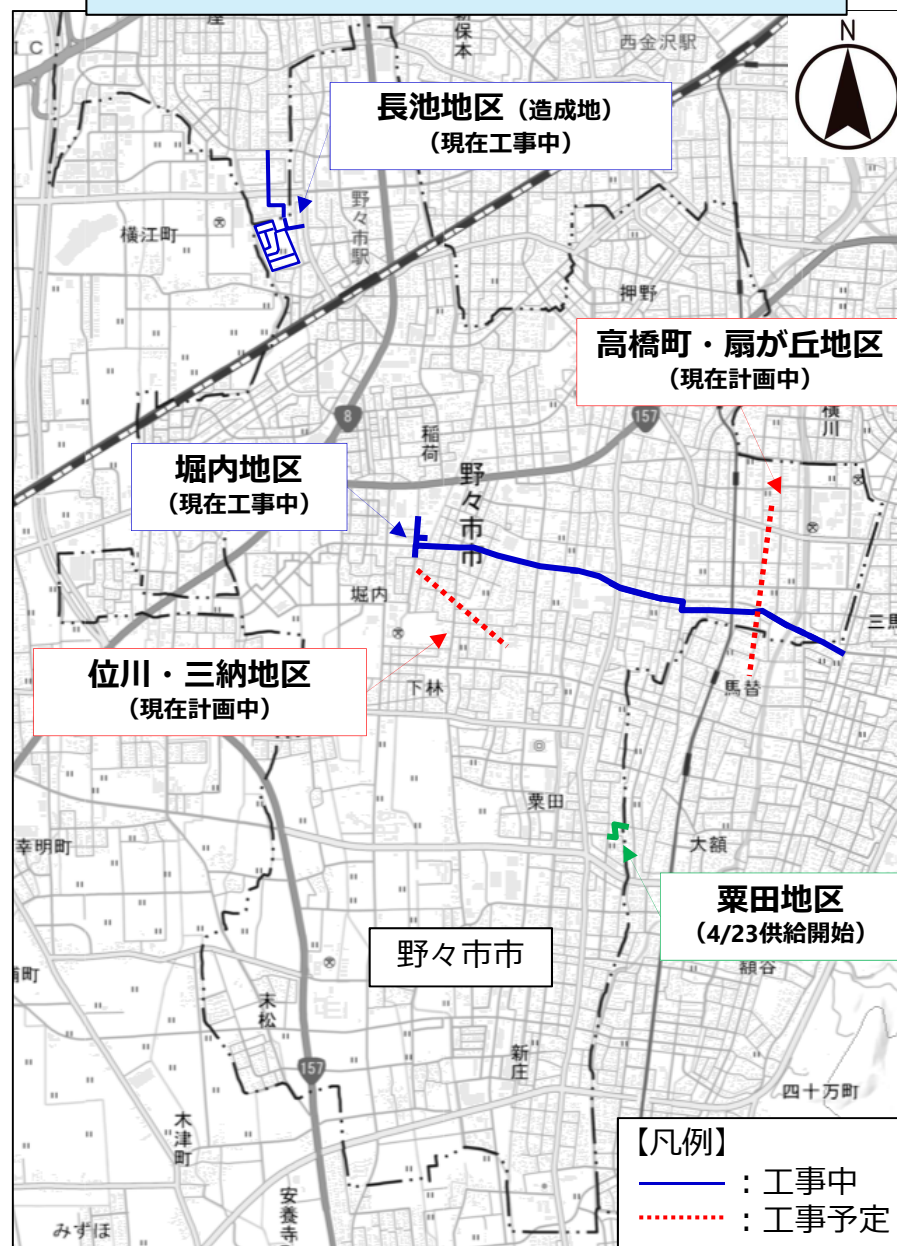 N
西金沢駅
長池地区（造成地）
（現在工事中）
野々市駅
横江町
押野
高橋町・扇が丘地区
（現在計画中）
8
157
横川
稲荷
堀内地区
（現在工事中）
野々市市
堀内
三馬
位川・三納地区
（現在計画中）
下林
馬替
粟田
大額
幸明町
粟田地区
（4/23供給開始）
野々市市
額谷
末松
157
新庄
四十万町
木津町
安養寺
みずほ
【凡例】
：工事中
：工事予定